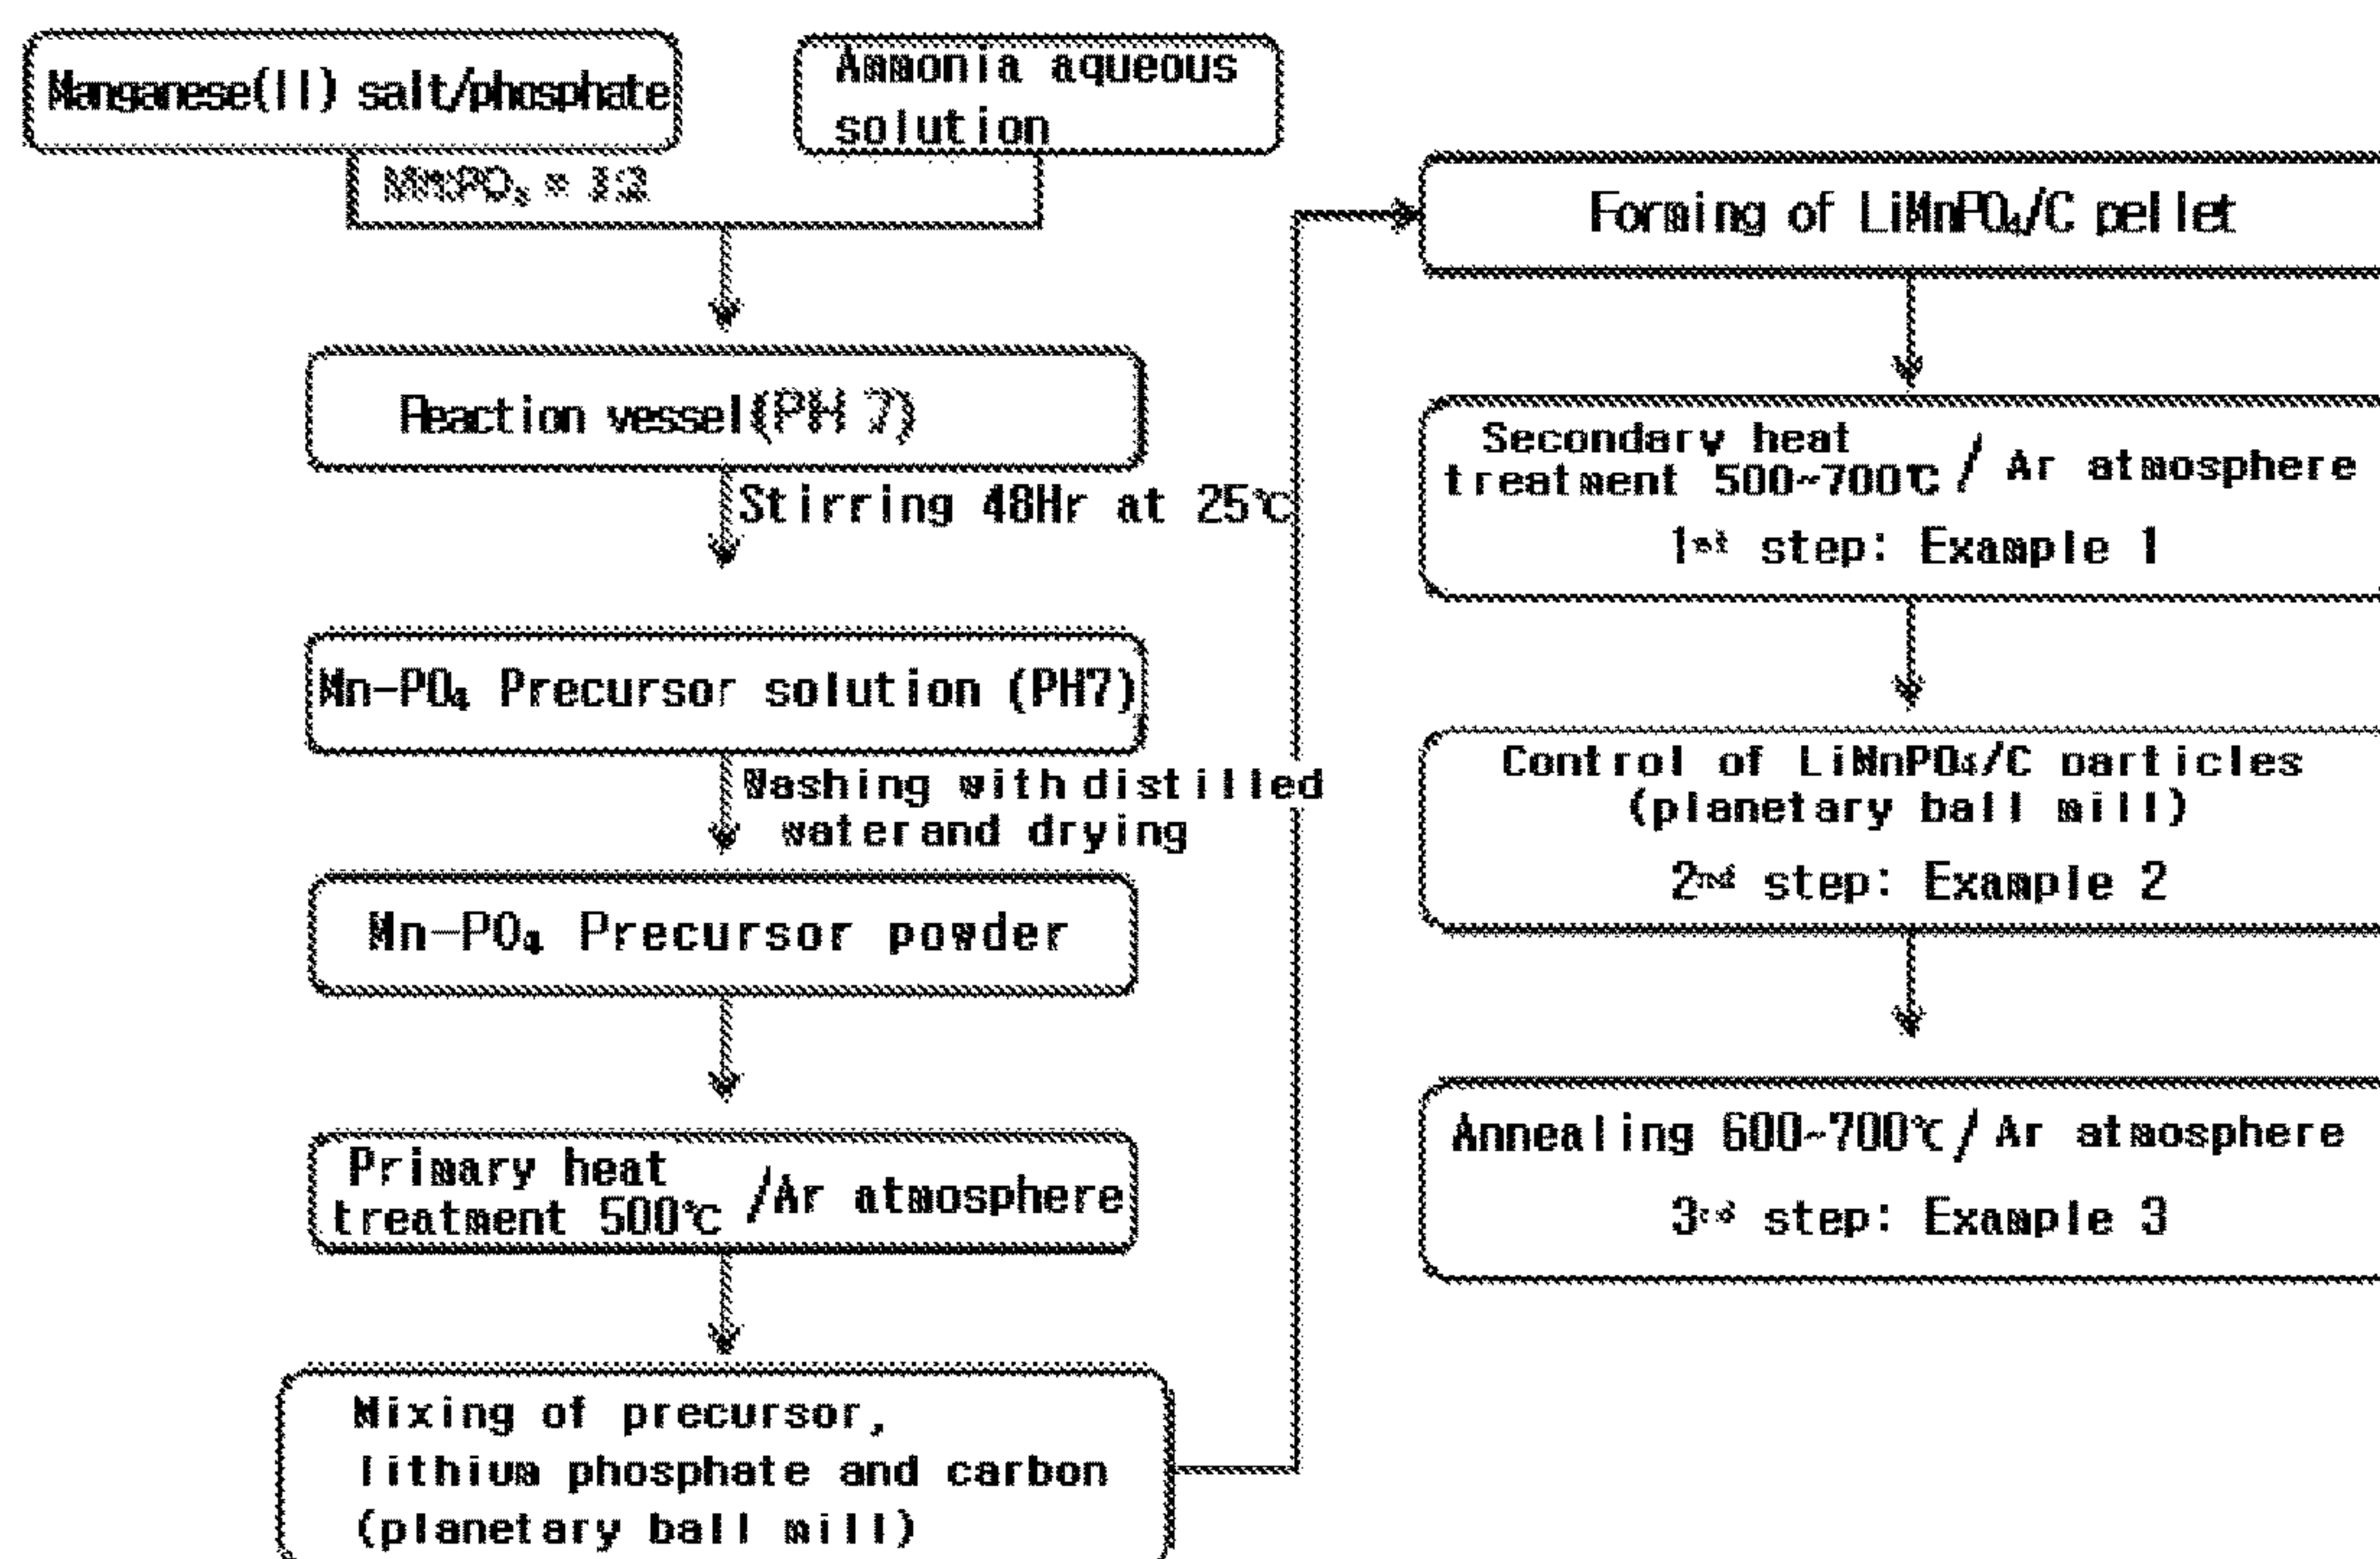 Manganese(II) salt/phosphate
Ammonia aqueous
solution
Reaction vessel(PH 7)
Stirring 48Hr at 25℃
Mn-PO₄ Precursor solution (PH7)
Washing with distilled
waterand drying
Mn-PO₄ Precursor powder
Primary heat
treatment 500℃ /Ar atmosphere
Mixing of precursor,
lithium phosphate and carbon
(planetary ball mill)
Forming of LiMnPO₄/C pellet
Secondary heat
treatment 500~700℃ / Ar atmosphere
1st step: Example 1
Control of LiMnPO₄/C particles
(planetary ball mill)
2nd step: Example 2
Annealing 600~700℃/ Ar atmosphere
3rd step: Example 3